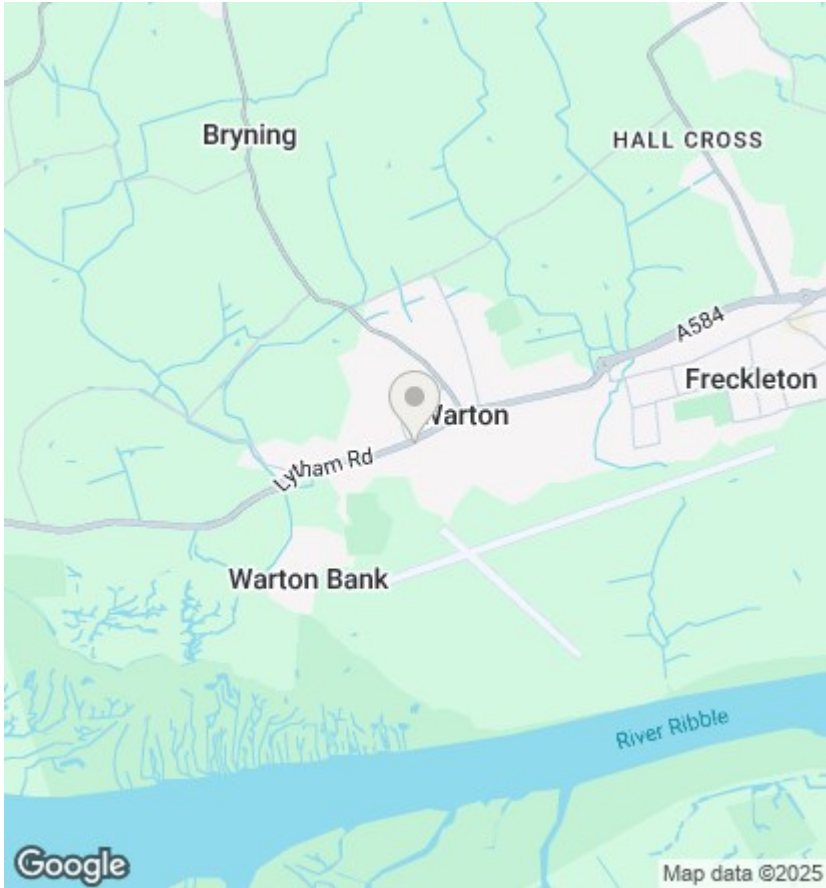 Bryning
HALL CROSS
A584
Freckleton
Warton
Lytham Rd
Warton Bank
River Ribble
Google
Map data ©2025